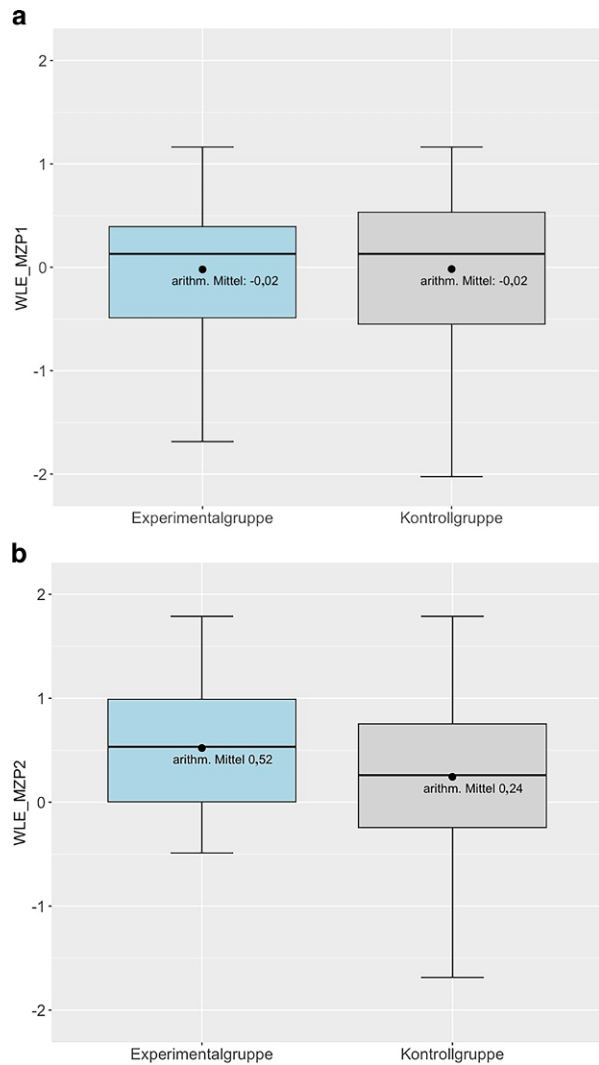 a
2
1
0
-1
-2
WLE_MZP1
arithm. Mittel: -0,02
arithm. Mittel: -0,02
Experimentalgruppe
Kontrollgruppe
b
2
1
0
-1
-2
WLE_MZP2
arithm. Mittel 0,52
arithm. Mittel 0,24
Experimentalgruppe
Kontrollgruppe